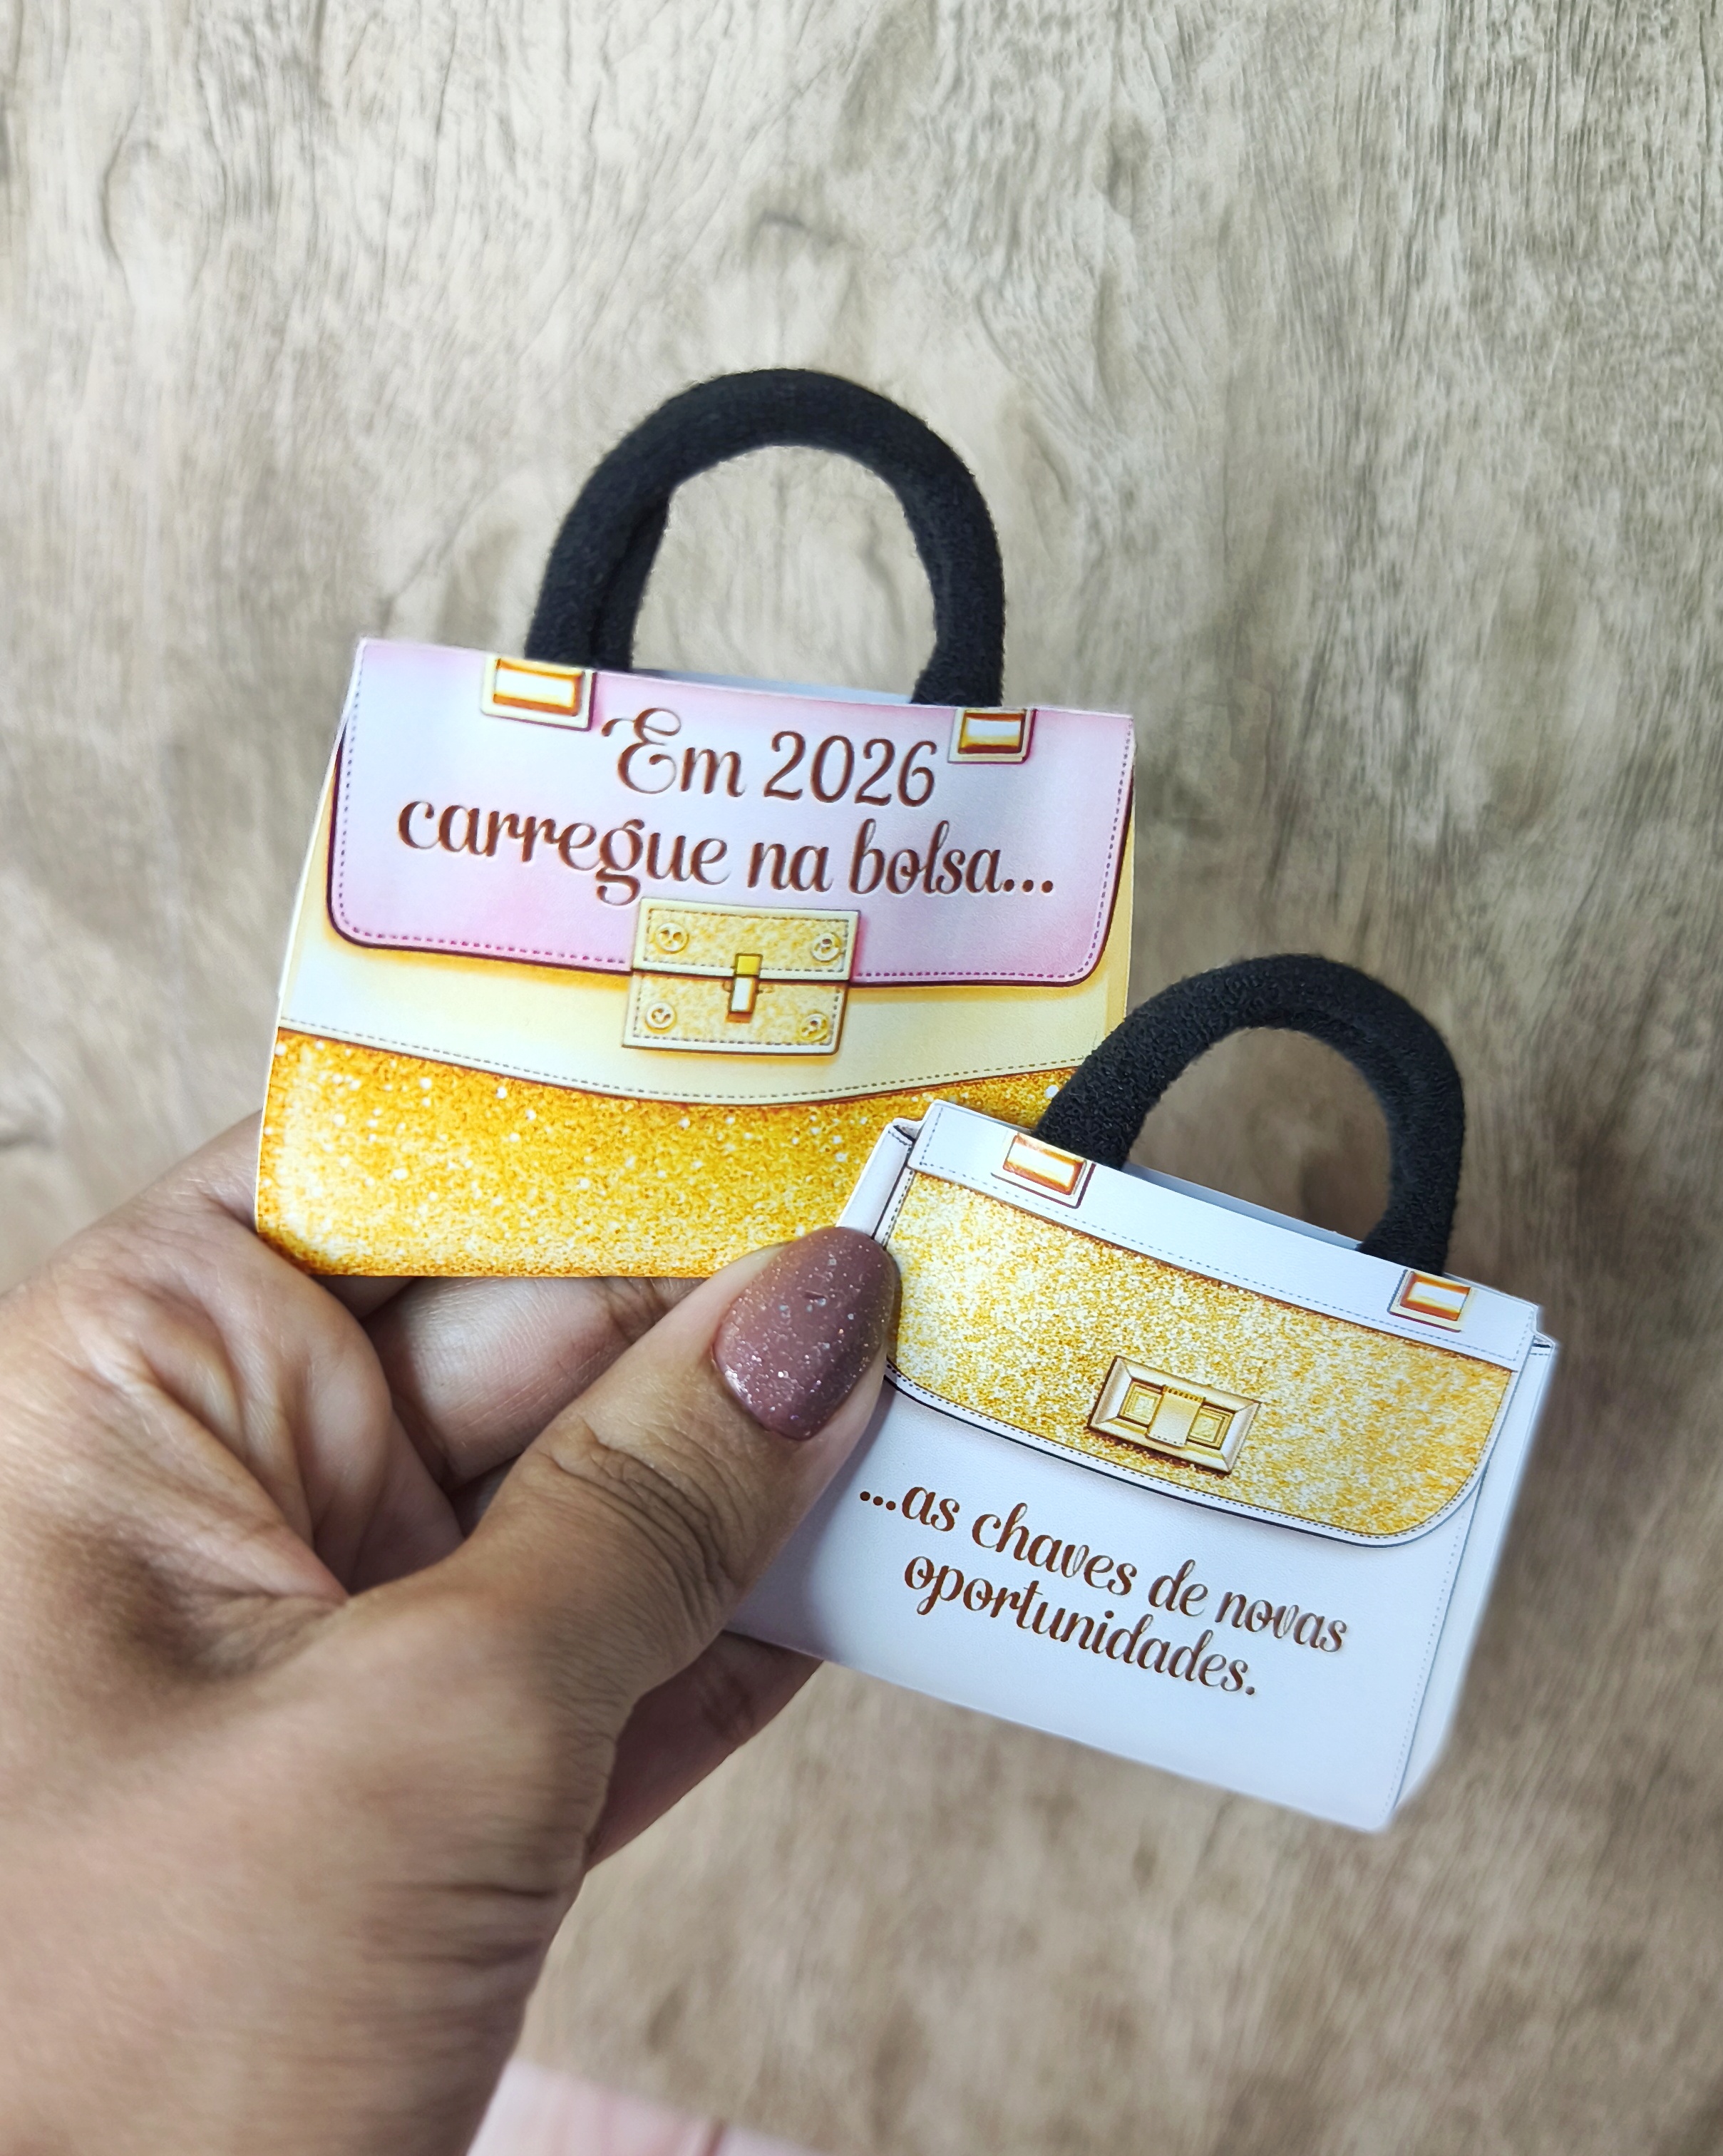 Em 2026
carregue na bolsa...
...as chaves de novas
oportunidades.